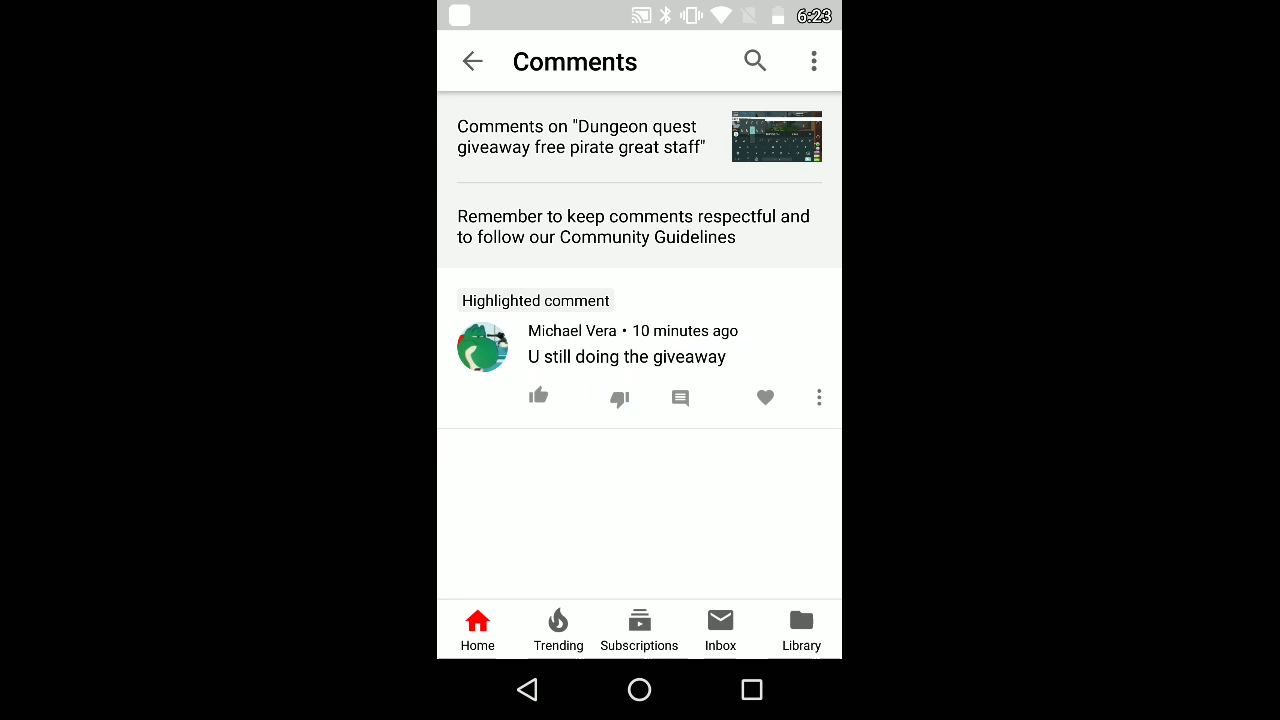 6:23
Comments
Comments on "Dungeon quest
giveaway free pirate great staff"
Remember to keep comments respectful and
to follow our Community Guidelines
Highlighted comment
Michael Vera • 10 minutes ago
U still doing the giveaway
Home Trending Subscriptions Inbox Library